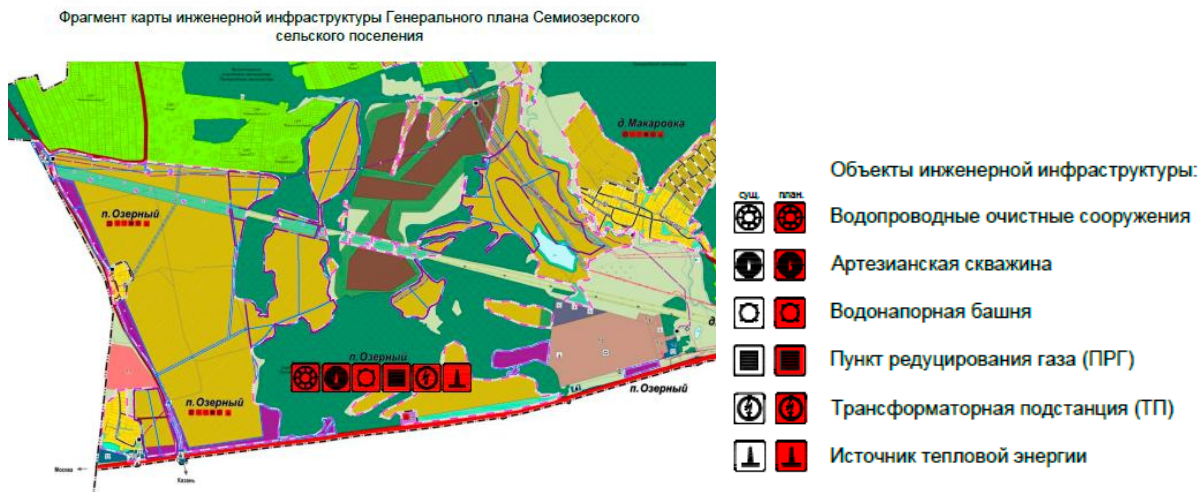 Фрагмент карты инженерной инфраструктуры Генерального плана Семиозерского
сельского поселения
д. Макаровка
п. Озерный
п. Озерный
п. Озерный
п. Озерный
Москва
Казань
Объекты инженерной инфраструктуры:
сущ. план.
Водопроводные очистные сооружения
Артезианская скважина
Водонапорная башня
Пункт редуцирования газа (ПРГ)
Трансформаторная подстанция (ТП)
Источник тепловой энергии